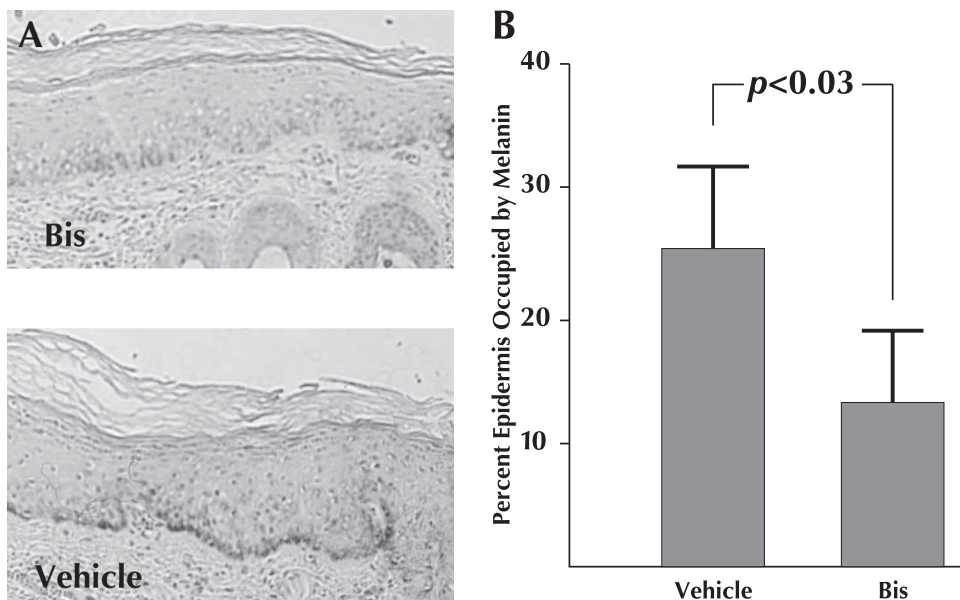 A
Bis
Vehicle
B
Percent Epidermis Occupied by Melanin
40
30
20
10
p<0.03
Vehicle
Bis